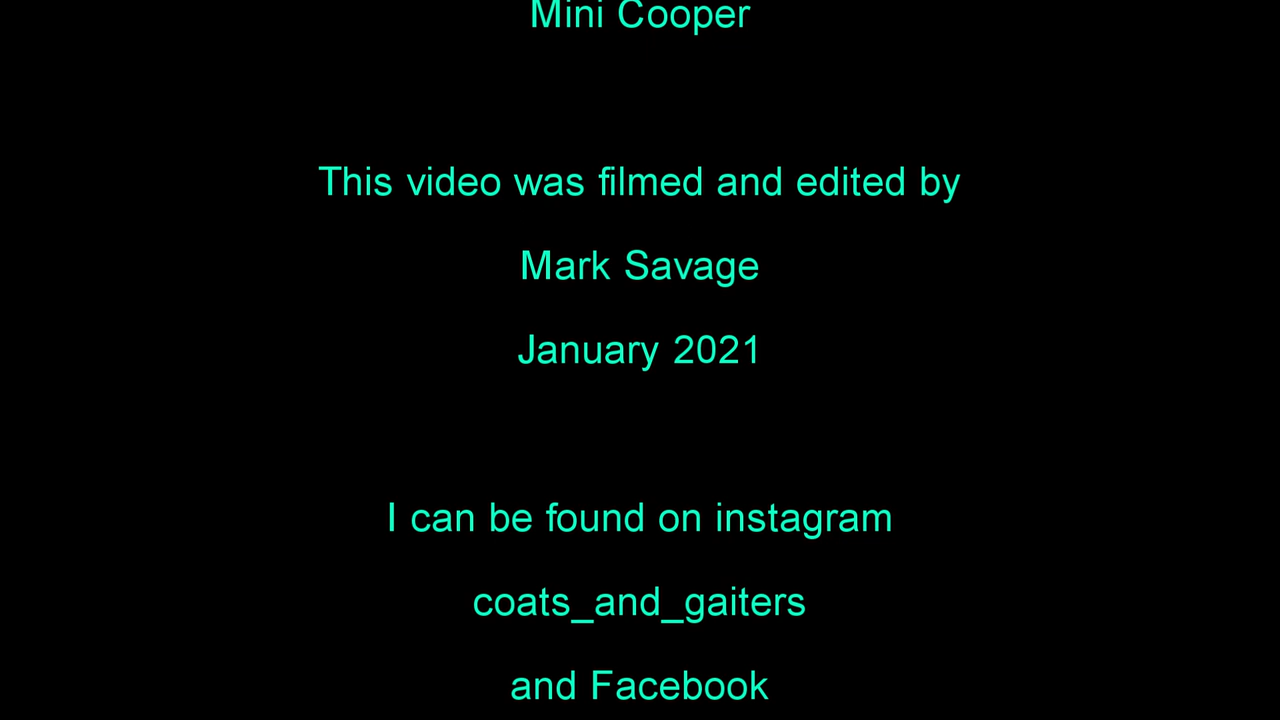 Mini Cooper
This video was filmed and edited by
Mark Savage
January 2021
I can be found on instagram
coats_and_gaiters
and Facebook